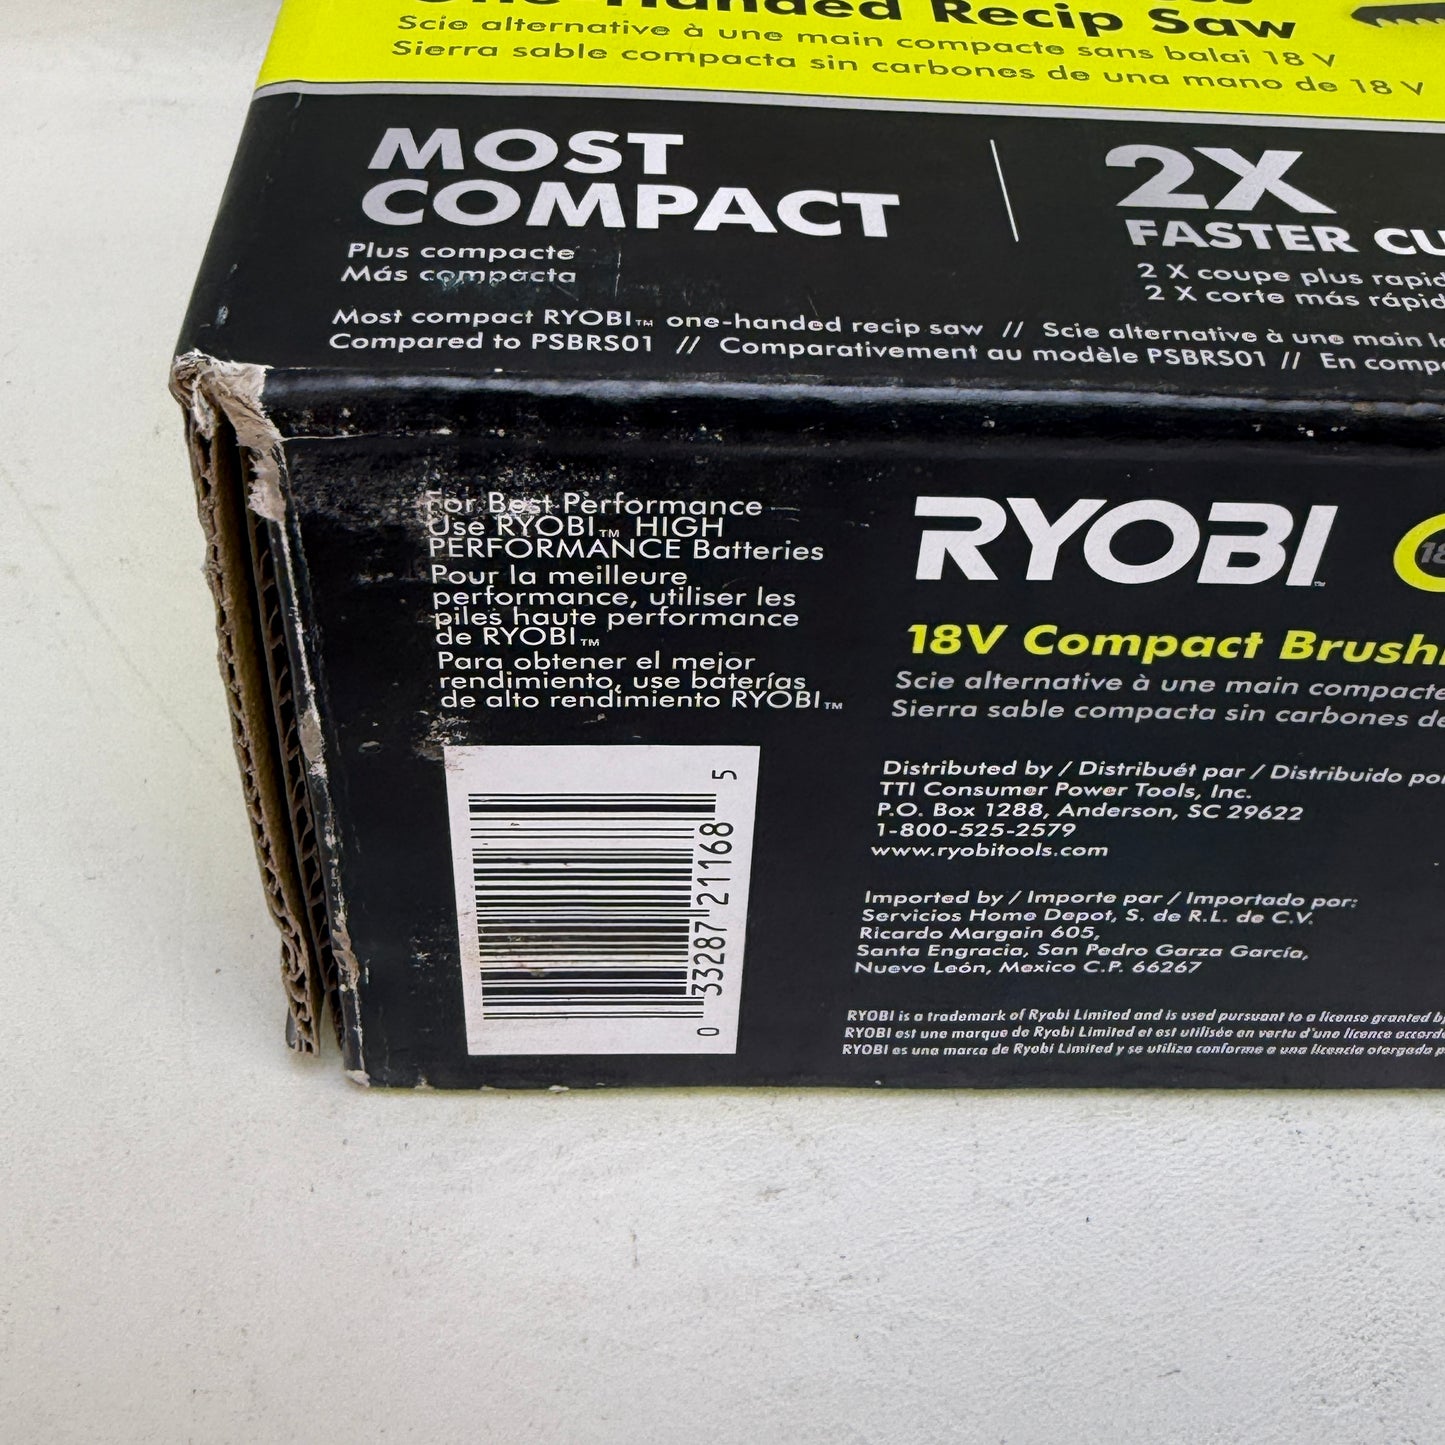 One-Handed Recip Saw
Scie alternative à une main compacte sans balai 18 V
Sierra sable compacta sin carbones de una mano de 18 V
MOST
COMPACT
Plus compacte
Más compacta
2X
FASTER CU
2 X coupe plus rapid
2 X corte más rápid
Most compact RYOBI™ one-handed recip saw // Scie alternative à une main l
Compared to PSBRS01 // Comparativement au modèle PSBRS01 // En comp
For Best Performance
Use RYOBI™ HIGH
PERFORMANCE Batteries
Pour la meilleure
performance, utiliser les
piles haute performance
de RYOBI™
Para obtener el mejor
rendimiento, use baterías
de alto rendimiento RYOBI™
0 33287 21168 5
RYOBI™
18
18V Compact Brushl
Scie alternative à une main compacte
Sierra sable compacta sin carbones de
Distributed by / Distribuét par / Distribuido por
TTI Consumer Power Tools, Inc.
P.O. Box 1288, Anderson, SC 29622
1-800-525-2579
www.ryobitools.com
Imported by / Importe par / Importado por:
Servicios Home Depot, S. de R.L. de C.V.
Ricardo Margain 605,
Santa Engracia, San Pedro Garza García,
Nuevo León, Mexico C.P. 66267
RYOBI is a trademark of Ryobi Limited and is used pursuant to a license granted b
RYOBI est une marque de Ryobi Limited et est utilisée en vertu d'une licence accord
RYOBI es una marca de Ryobi Limited y se utiliza conforme a una licencia otorgada p